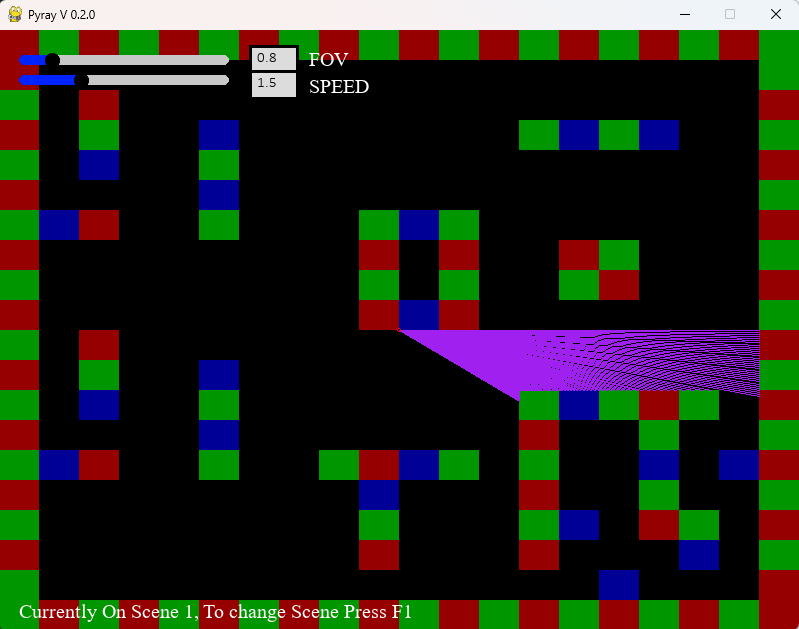 Pyray V 0.2.0
0.8 FOV
1.5 SPEED
Currently On Scene 1, To change Scene Press F1